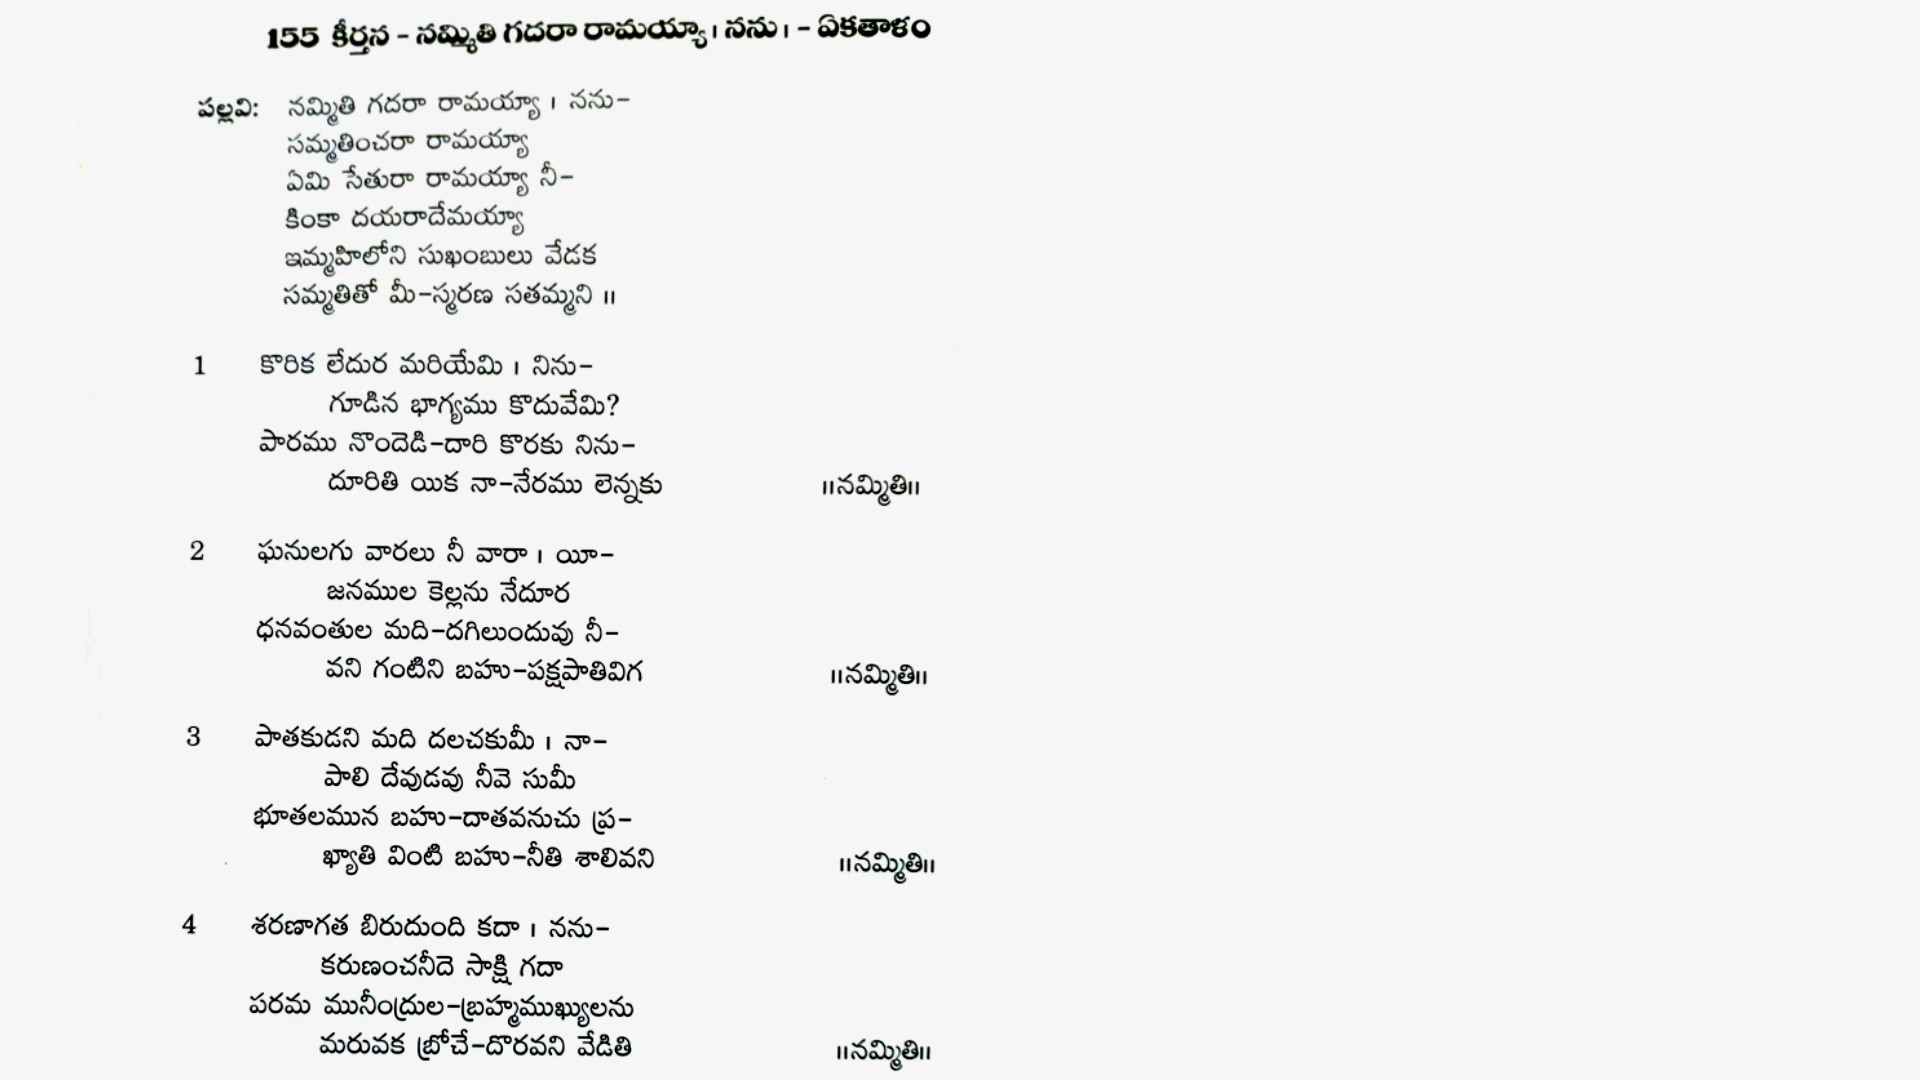 155 కీర్తన - నమ్మితి గదరా రామయ్యా। నను। - ఏకతాళం
పల్లవి: నమ్మితి గదరా రామయ్యా । నను-
సమ్మతించరా రామయ్యా
ఏమి సేతురా రామయ్యా నీ-
కింకా దయరాదేమయ్యా
ఇమ్మహిలోని సుఖంబులు వేడక
సమ్మతితో మీ-స్మరణ సతమ్మని ॥
1 కొరిక లేదుర మరియేమి । నిను-
గూడిన భాగ్యము కొదువేమి?
పారము నొందెడి-దారి కొరకు నిను-
దూరితి యిక నా-నేరము లెన్నకు ॥నమ్మితి॥
2 ఘనులగు వారలు నీ వారా । యీ-
జనముల కెల్లను నేదూర
ధనవంతుల మది-దగిలుందువు నీ-
వని గంటిని బహు-పక్షపాతివిగ ॥నమ్మితి॥
3 పాతకుడని మది దలచకుమీ । నా-
పాలి దేవుడవు నీవె సుమీ
భూతలమున బహు-దాతవనుచు ప్ర-
ఖ్యాతి వింటి బహు-నీతి శాలివని ॥నమ్మితి॥
4 శరణాగత బిరుదుంది కదా । నను-
కరుణంచనీదె సాక్షి గదా
పరమ మునీంద్రుల-బ్రహ్మముఖ్యులను
మరువక బ్రోచే-దొరవని వేడితి ॥నమ్మితి॥